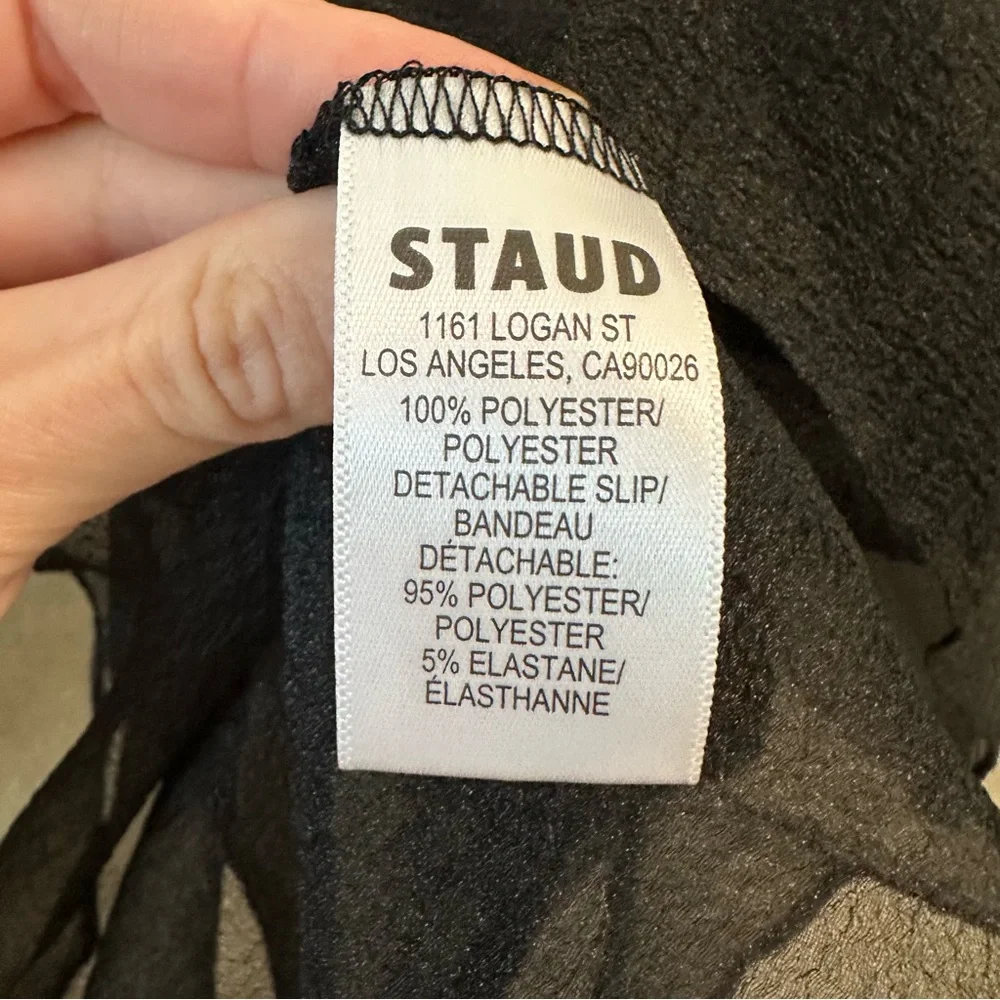 STAUD
1161 LOGAN ST
LOS ANGELES, CA90026
100% POLYESTER/
POLYESTER
DETACHABLE SLIP/
BANDEAU
DÉTACHABLE:
95% POLYESTER/
POLYESTER
5% ELASTANE/
ÉLASTHANNE